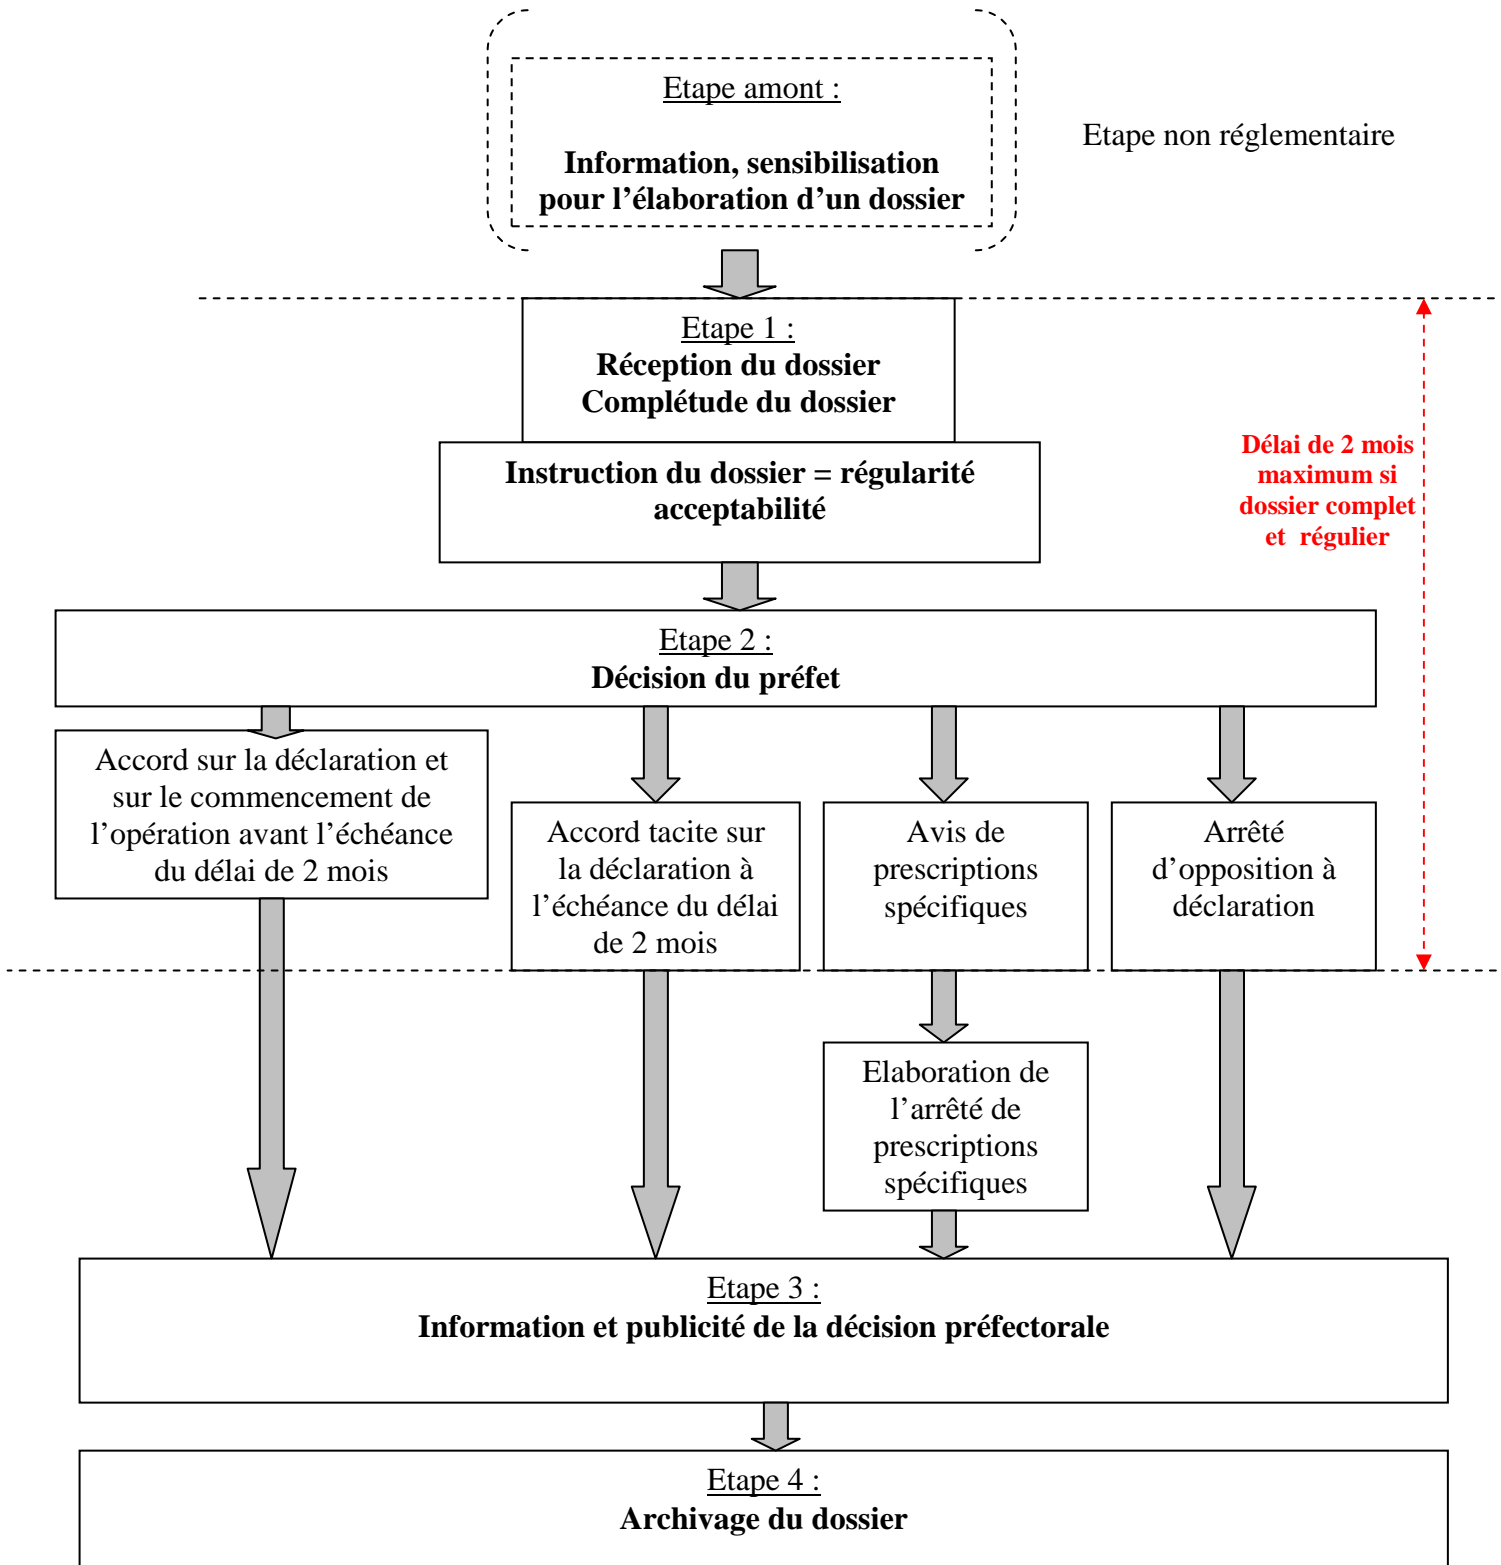 Etape amont :
Information, sensibilisation
pour l’élaboration d’un dossier
Etape non réglementaire
Etape 1 :
Réception du dossier
Complétude du dossier
Instruction du dossier = régularité
acceptabilité
Délai de 2 mois
maximum si
dossier complet
et  régulier
Etape 2 :
Décision du préfet
Accord sur la déclaration et
sur le commencement de
l’opération avant l’échéance
du délai de 2 mois
Accord tacite sur
la déclaration à
l’échéance du délai
de 2 mois
Avis de
prescriptions
spécifiques
Arrêté
d’opposition à
déclaration
Elaboration de
l’arrêté de
prescriptions
spécifiques
Etape 3 :
Information et publicité de la décision préfectorale
Etape 4 :
Archivage du dossier